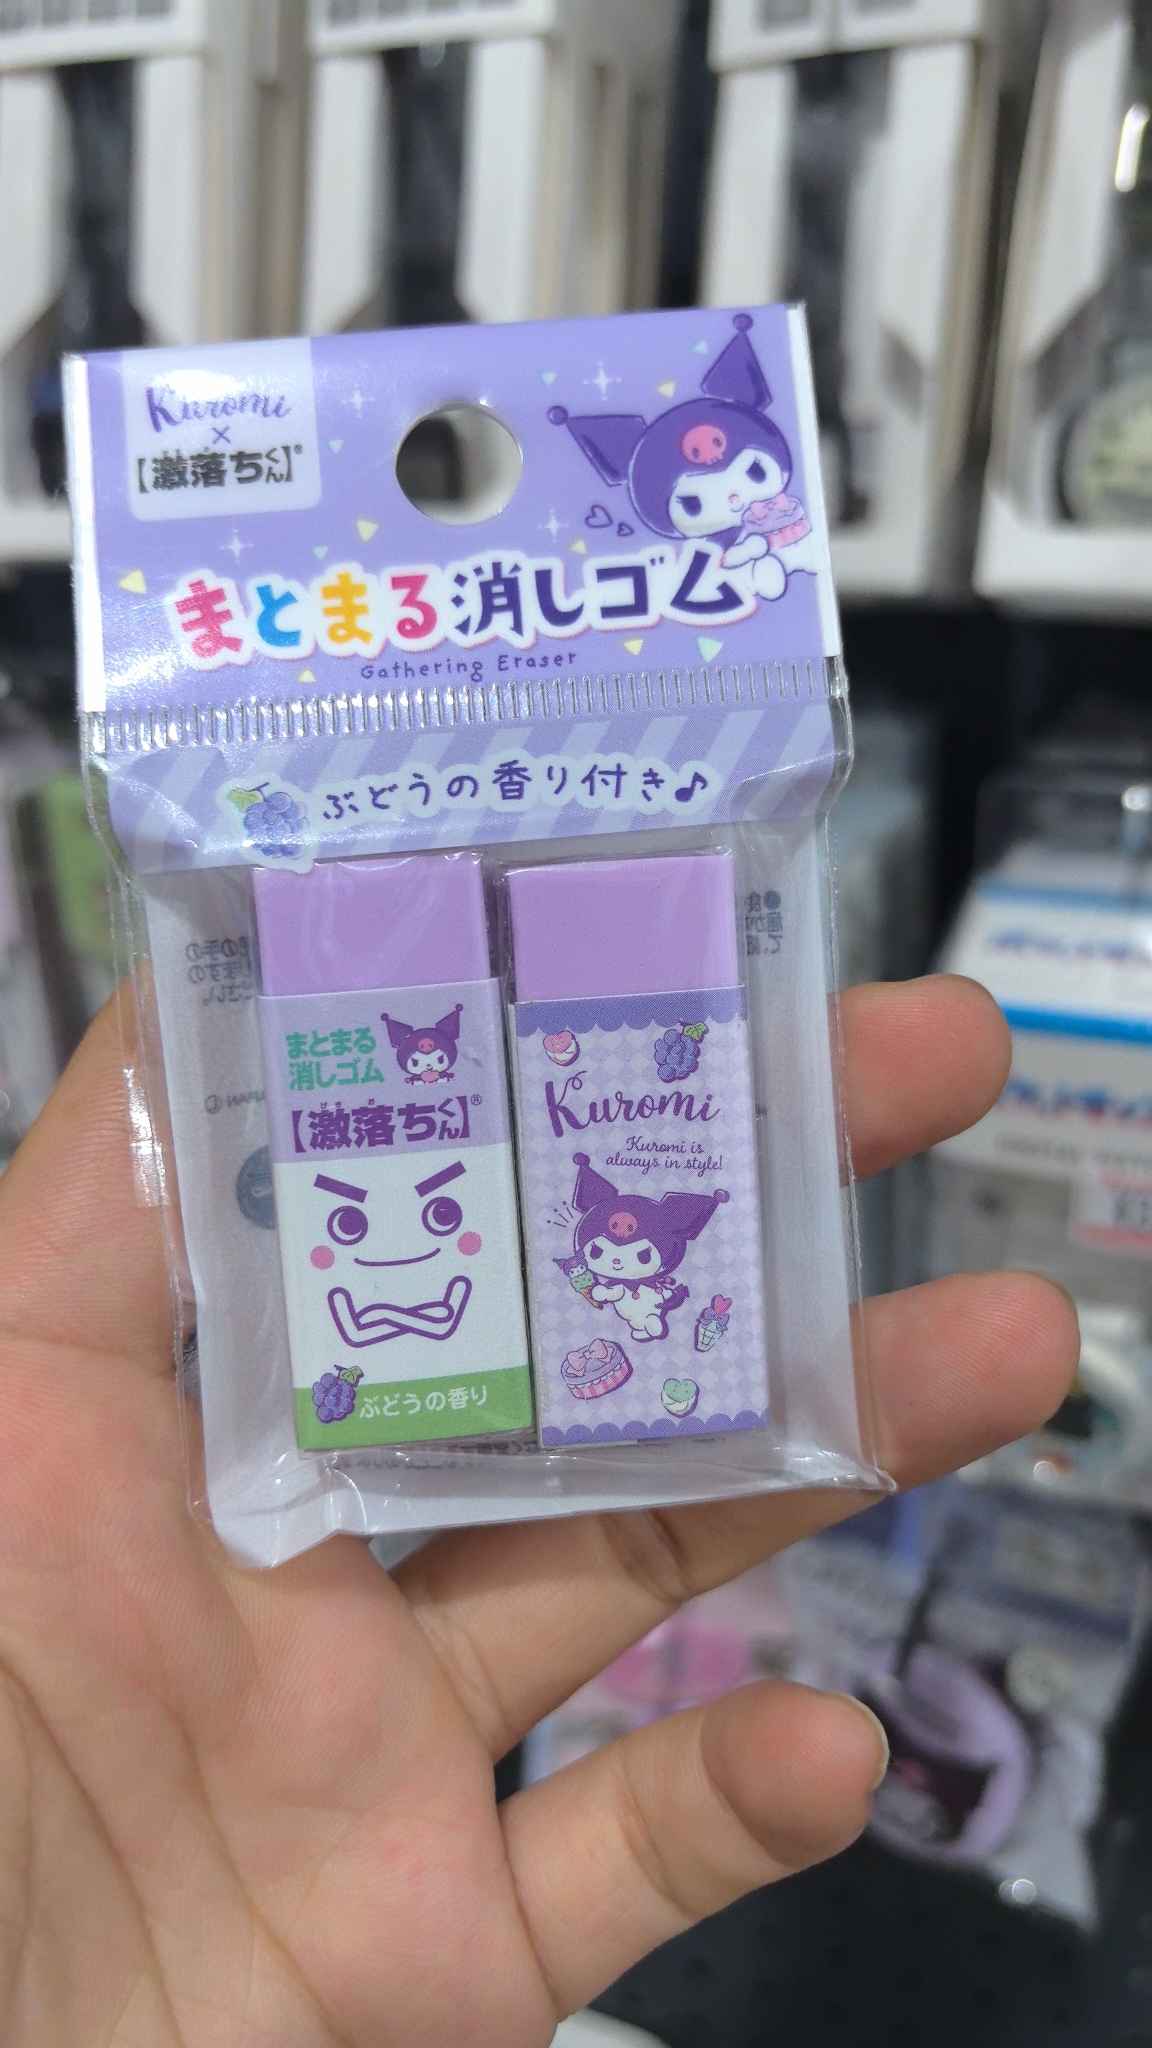 Kuromi
×
【激落ちくん】®
まとまる消しゴム
Gathering Eraser
ぶどうの香り付き♪
まとまる
消しゴム
【激落ちくん】®
ぶどうの香り
Kuromi
Kuromi is
always in style!